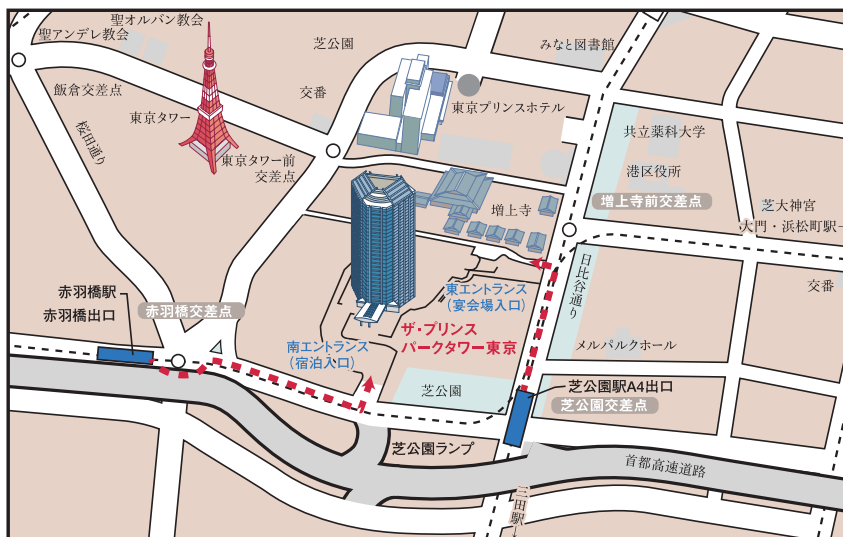 聖オルバン教会
聖アンデレ教会
芝公園
みなと図書館
飯倉交差点
交番
東京プリンスホテル
東京タワー
共立薬科大学
桜田通り
東京タワー前
交差点
港区役所
増上寺前交差点
増上寺
芝大神宮
大門・浜松町駅→
日比谷通り
交番
赤羽橋駅
赤羽橋出口
赤羽橋交差点
東エントランス
（宴会場入口）
ザ・プリンス
パークタワー東京
南エントランス
（宿泊入口）
メルパルクホール
芝公園
芝公園駅A4出口
芝公園交差点
芝公園ランプ
首都高速道路
三田駅→